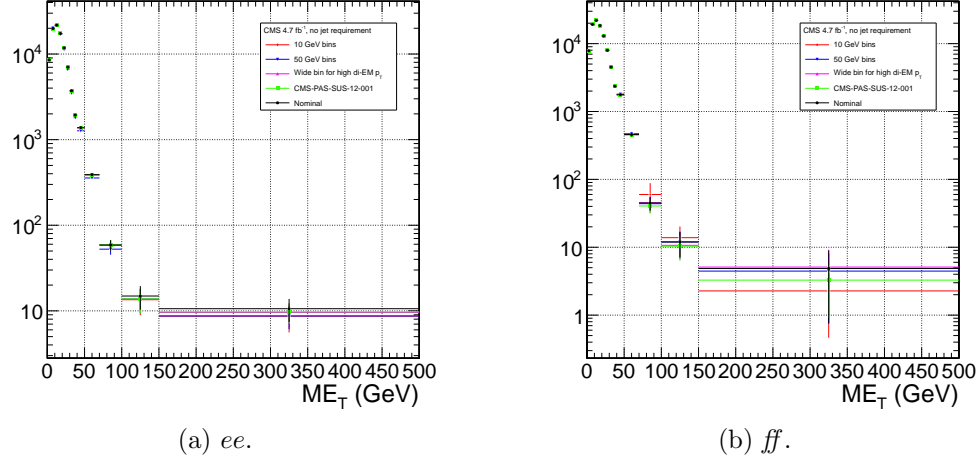 CMS 4.7 fb⁻¹, no jet requirement
10 GeV bins
50 GeV bins
Wide bin for high di-EM p_T
CMS-PAS-SUS-12-001
Nominal
10⁴
10³
10²
10
0 50 100 150 200 250 300 350 400 450 500
ME_T (GeV)
(a) ee.
CMS 4.7 fb⁻¹, no jet requirement
10 GeV bins
50 GeV bins
Wide bin for high di-EM p_T
CMS-PAS-SUS-12-001
Nominal
10⁴
10³
10²
10
1
0 50 100 150 200 250 300 350 400 450 500
ME_T (GeV)
(b) ff.